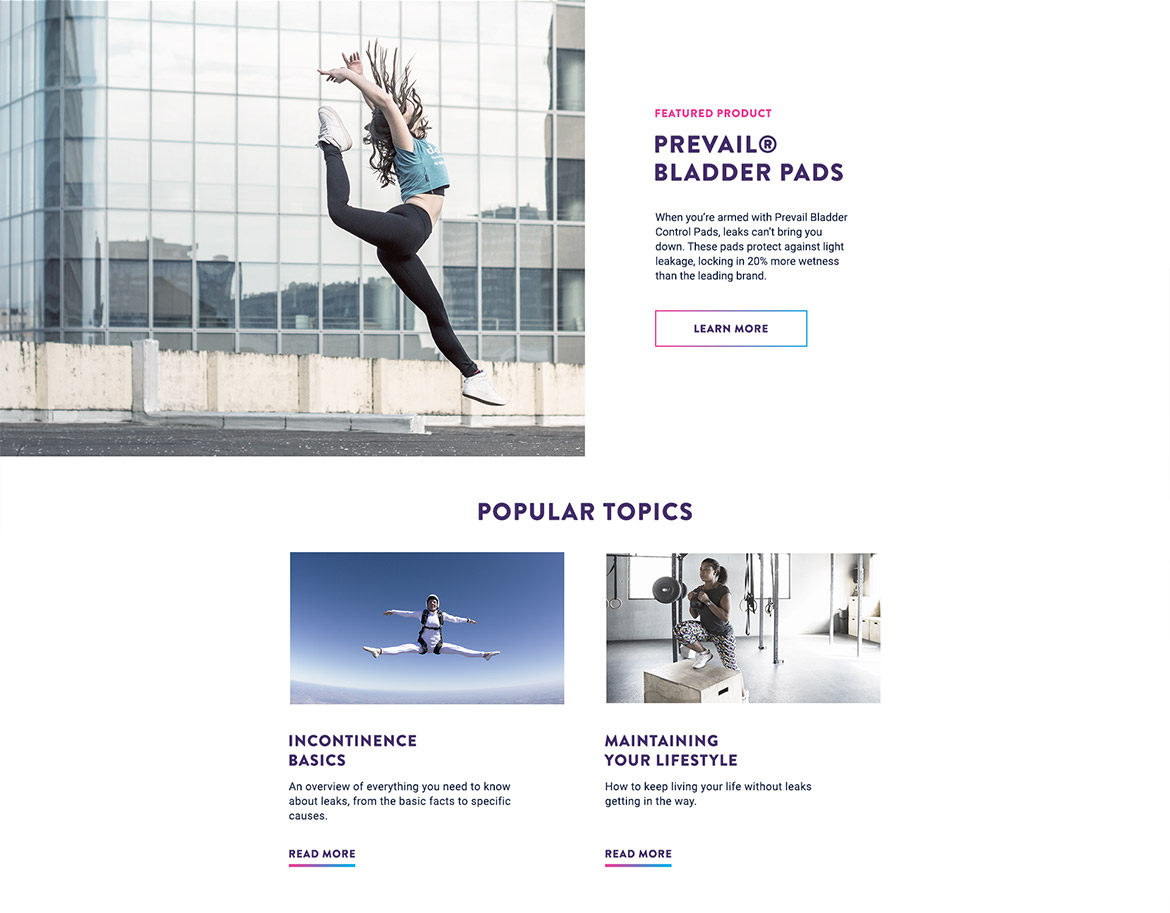 FEATURED PRODUCT
PREVAIL®
BLADDER PADS
When you’re armed with Prevail Bladder
Control Pads, leaks can’t bring you
down. These pads protect against light
leakage, locking in 20% more wetness
than the leading brand.
LEARN MORE
POPULAR TOPICS
INCONTINENCE
BASICS
An overview of everything you need to know
about leaks, from the basic facts to specific
causes.
READ MORE
MAINTAINING
YOUR LIFESTYLE
How to keep living your life without leaks
getting in the way.
READ MORE